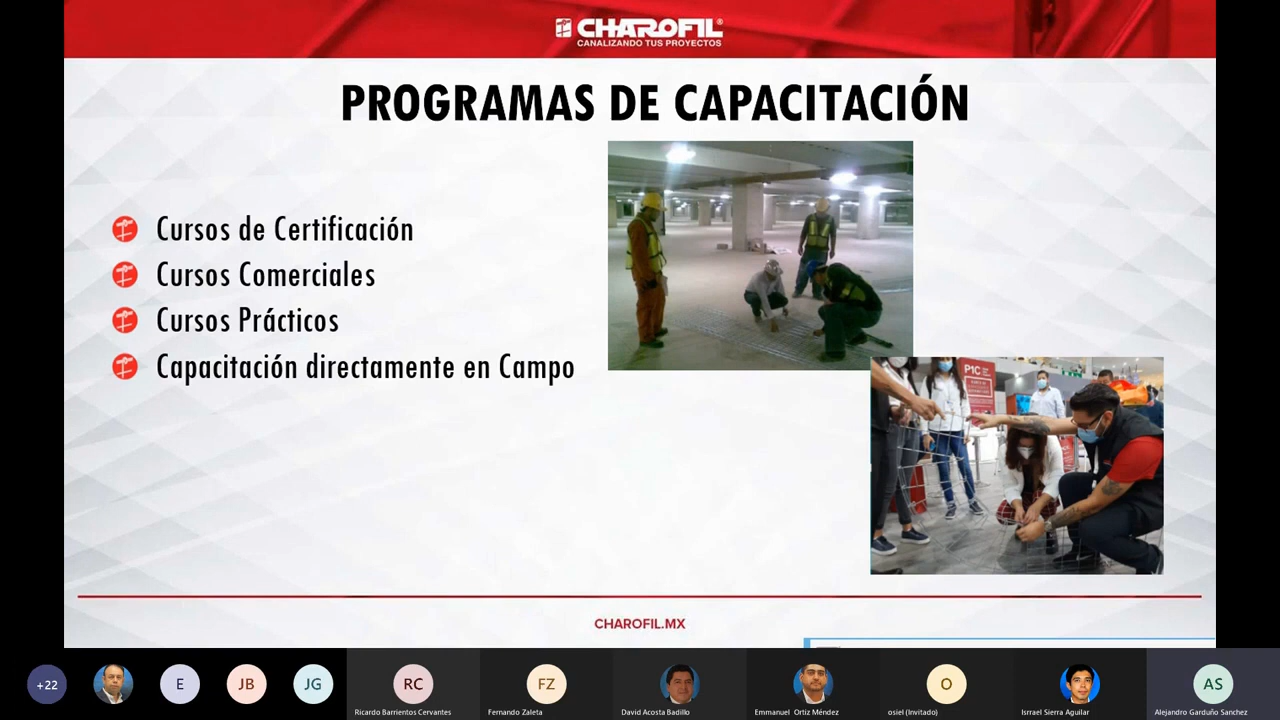 CHAROFIL®
CANALIZANDO TUS PROYECTOS
PROGRAMAS DE CAPACITACIÓN
Cursos de Certificación
Cursos Comerciales
Cursos Prácticos
Capacitación directamente en Campo
P1C
CHAROFIL.MX
+22
E
JB
JG
RC
FZ
O
AS
Ricardo Barrientos Cervantes
Fernando Zaleta
David Acosta Badillo
Emmanuel Ortiz Méndez
osiel (Invitado)
Isrrael Sierra Aguilar
Alejandro Garduño Sanchez